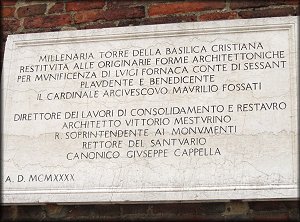 MILLENARIA TORRE DELLA BASILICA CRISTIANA
RESTITUITA ALLE ORIGINARIE FORME ARCHITETTONICHE
PER MUNIFICENZA DI LUIGI FORNACA CONTE DI SESSANT
PLAUDENTE E BENEDICENTE
IL CARDINALE ARCIVESCOVO MAURILIO FOSSATI
DIRETTORE DEI LAVORI DI CONSOLIDAMENTO E RESTAURO
ARCHITETTO VITTORIO MESTURINO
R. SOPRINTENDENTE AI MONUMENTI
RETTORE DEL SANTUARIO
CANONICO GIUSEPPE CAPPELLA
A. D. MCMXXXX